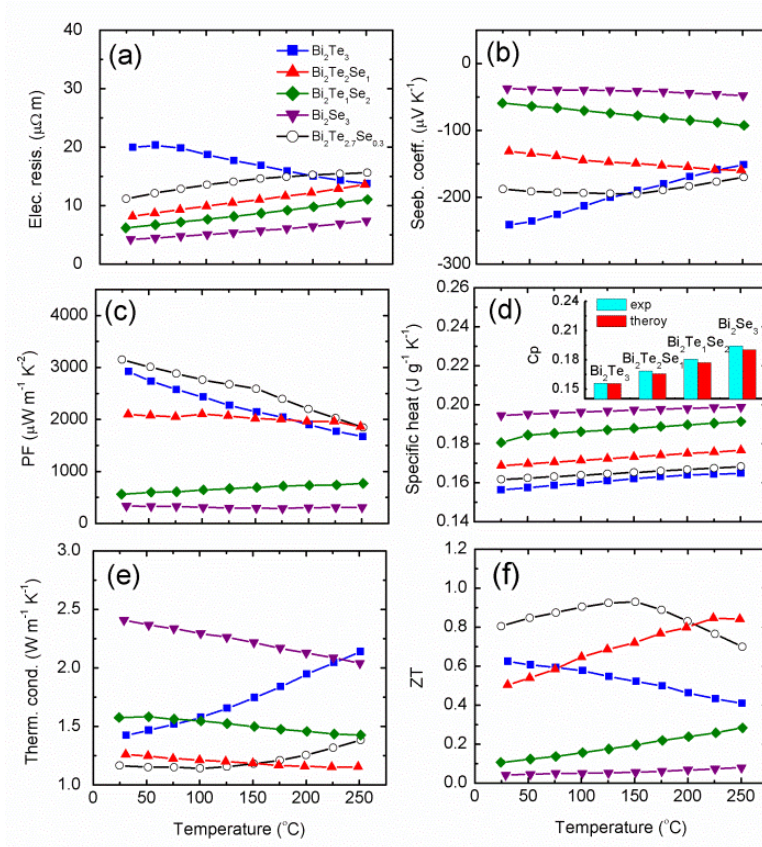 (a)
Bi₂Te₃
Bi₂Te₂Se₁
Bi₂Te₁Se₂
Bi₂Se₃
Bi₂Te₂.₇Se₀.₃
Elec. resis. (μΩ m)
40
30
20
10
0
(b)
Seeb. coeff. (μV K⁻¹)
0
-100
-200
-300
(c)
PF (μW m⁻¹ K⁻²)
4000
3000
2000
1000
0
(d)
Specific heat (J g⁻¹ K⁻¹)
0.26
0.24
0.22
0.20
0.18
0.16
0.14
exp
theroy
Cp
0.24
0.21
0.18
0.15
Bi₂Te₃
Bi₂Te₂Se₁
Bi₂Te₁Se₂
Bi₂Se₃
(e)
Therm. cond. (W m⁻¹ K⁻¹)
3.0
2.5
2.0
1.5
1.0
0 50 100 150 200 250
Temperature (°C)
(f)
ZT
1.2
1.0
0.8
0.6
0.4
0.2
0.0
0 50 100 150 200 250
Temperature (°C)